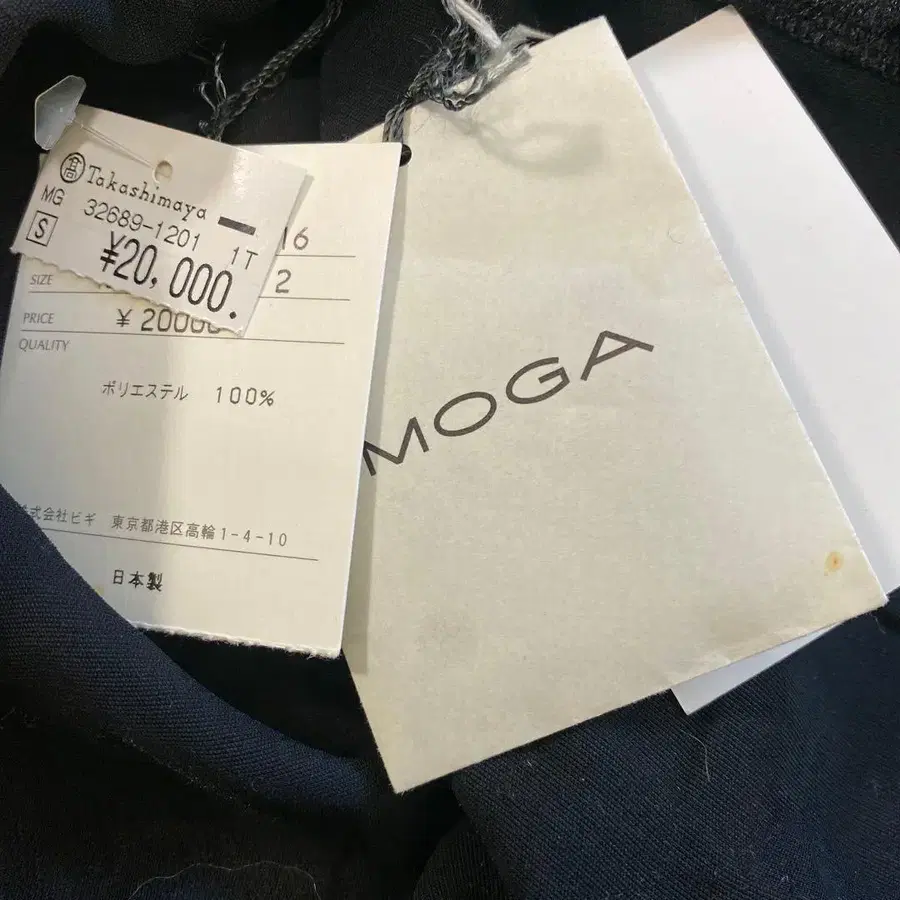 髙 Takashimaya
MG 32689-1201 1T
S ¥20,000.
16
SIZE 2
PRICE ¥ 20000
QUALITY
ポリエステル 100%
式会社ビギ 東京都港区高輪1-4-10
日本製
MOGA